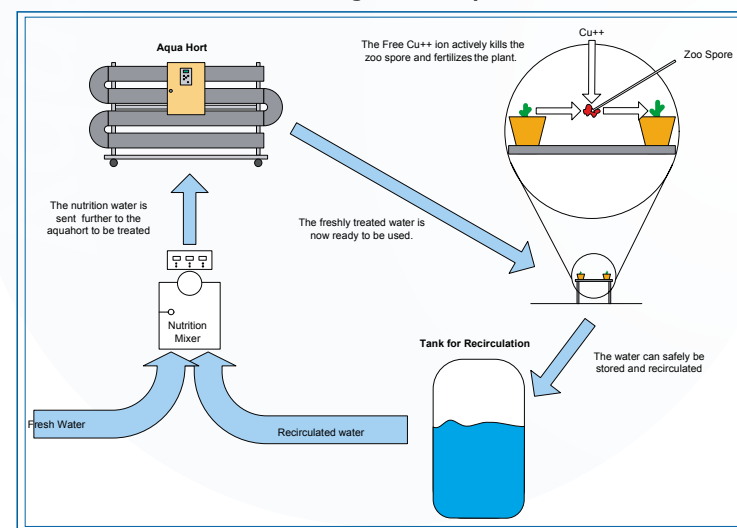 Aqua Hort
The Free Cu++ ion actively kills the
zoo spore and fertilizes the plant.
Cu++
Zoo Spore
The nutrition water is
sent further to the
aquahort to be treated
The freshly treated water is
now ready to be used.
Nutrition
Mixer
Tank for Recirculation
The water can safely be
stored and recirculated
Fresh Water
Recirculated water